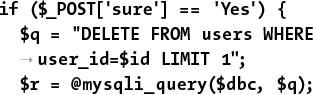 if ($_POST['sure'] == 'Yes') {
$q = "DELETE FROM users WHERE
→user_id=$id LIMIT 1";
$r = @mysqli_query($dbc, $q);